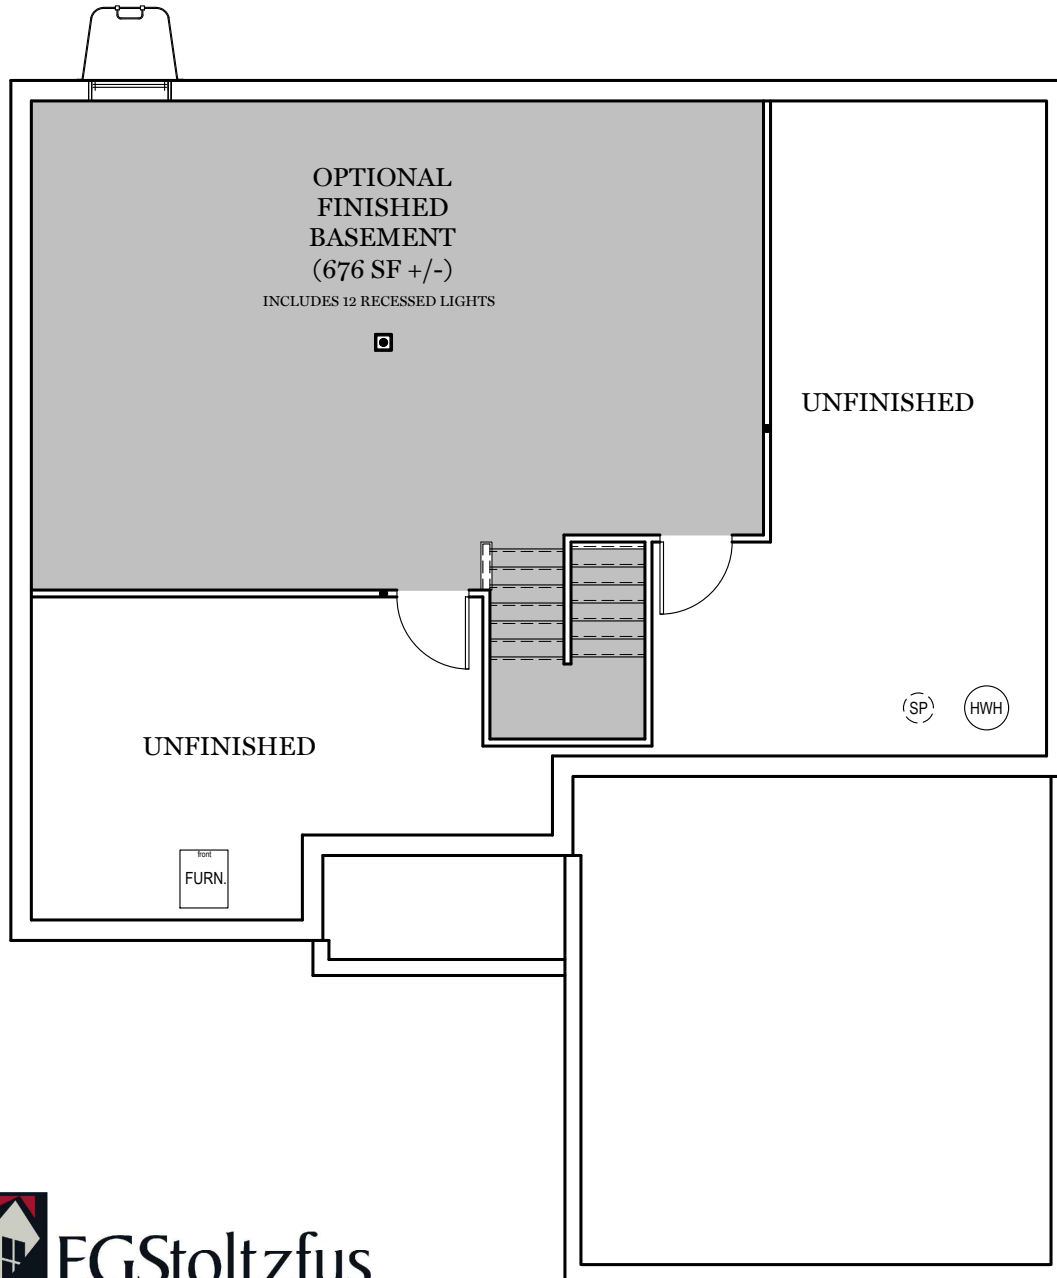 OPTIONAL
FINISHED
BASEMENT
(676 SF +/-)
INCLUDES 12 RECESSED LIGHTS
UNFINISHED
SP
HWH
UNFINISHED
front
FURN.
EGStoltzfus